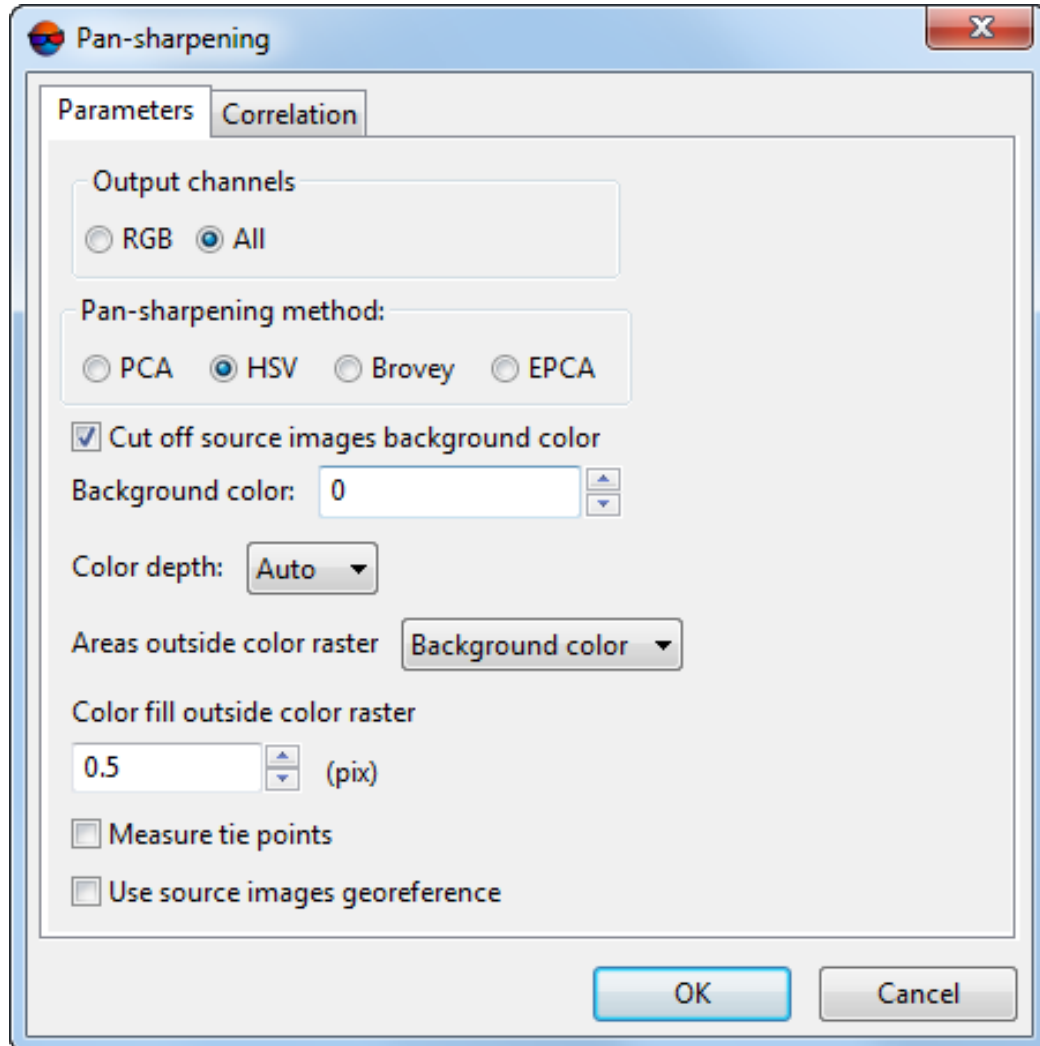 Pan-sharpening
Parameters Correlation
Output channels
RGB All
Pan-sharpening method:
PCA HSV Brovey EPCA
Cut off source images background color
Background color: 0
Color depth: Auto
Areas outside color raster Background color
Color fill outside color raster
0.5 (pix)
Measure tie points
Use source images georeference
OK Cancel